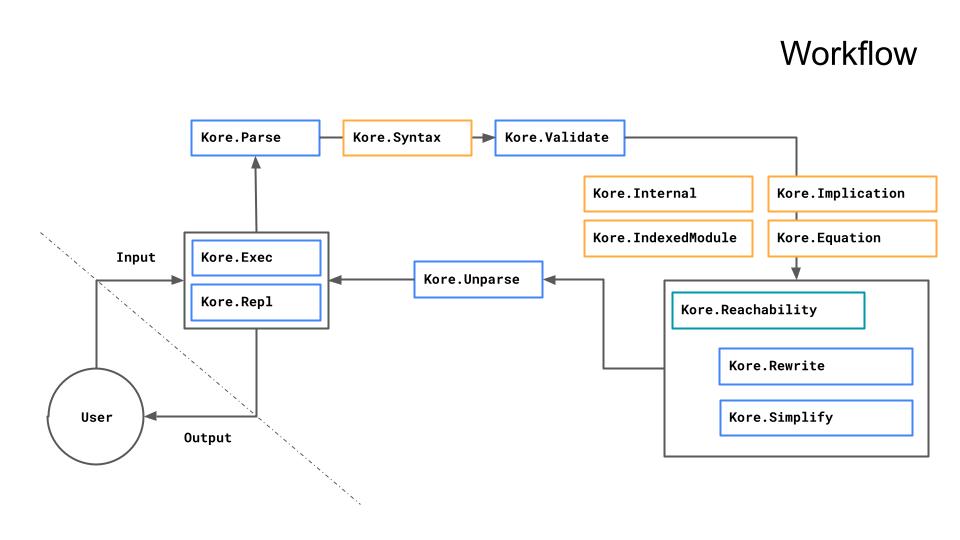 Workflow
Kore.Parse
Kore.Syntax
Kore.Validate
Kore.Internal
Kore.Implication
Kore.IndexedModule
Kore.Equation
Input
Kore.Exec
Kore.Repl
Kore.Unparse
Kore.Reachability
Kore.Rewrite
Kore.Simplify
User
Output